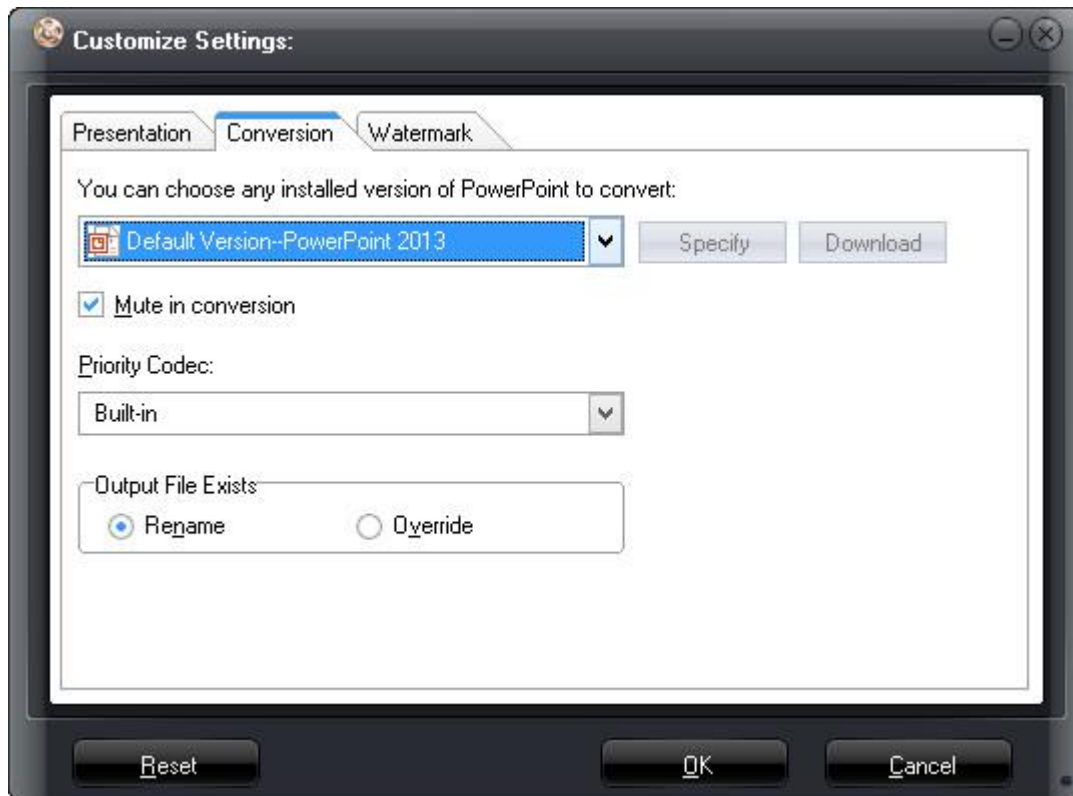 Customize Settings:
Presentation Conversion Watermark
You can choose any installed version of PowerPoint to convert:
Default Version--PowerPoint 2013 Specify Download
Mute in conversion
Priority Codec:
Built-in
Output File Exists
Rename Override
Reset OK Cancel